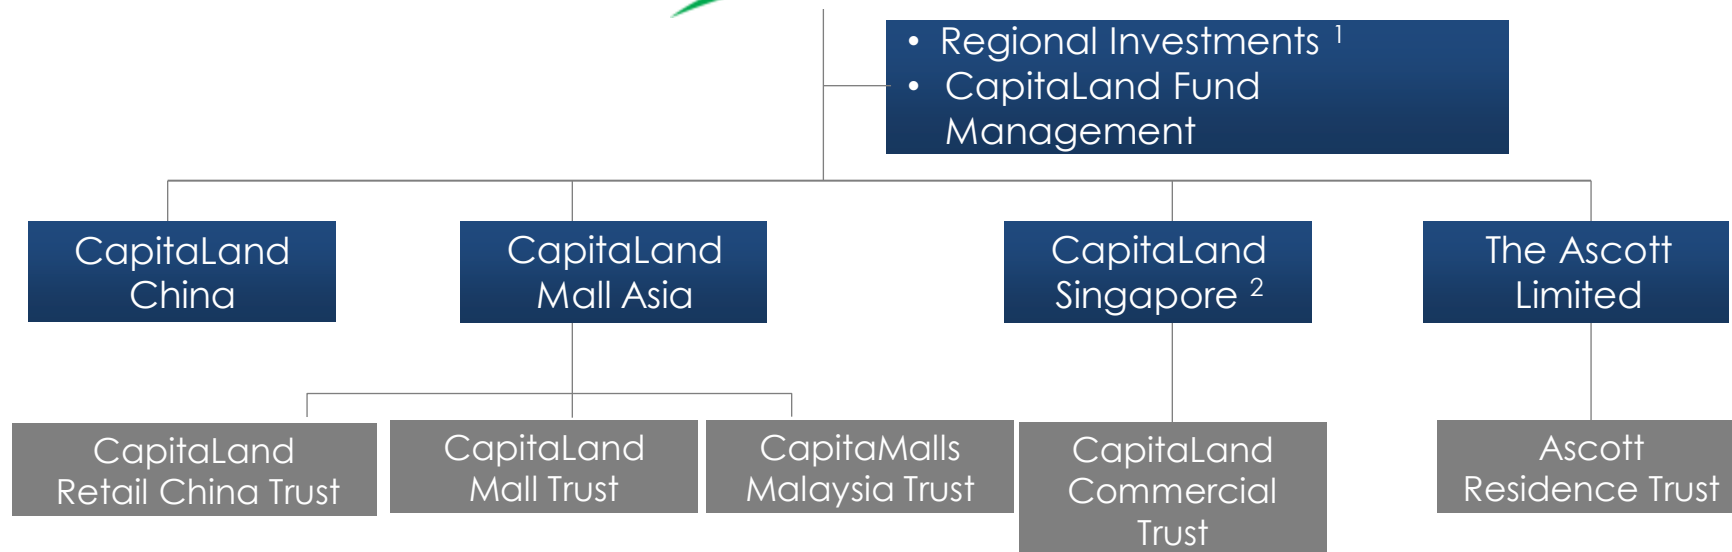 • Regional Investments 1
• CapitaLand Fund
Management
CapitaLand
China
CapitaLand
Mall Asia
CapitaLand
Singapore 2
The Ascott
Limited
CapitaLand
Retail China Trust
CapitaLand
Mall Trust
CapitaMalls
Malaysia Trust
CapitaLand
Commercial
Trust
Ascott
Residence Trust